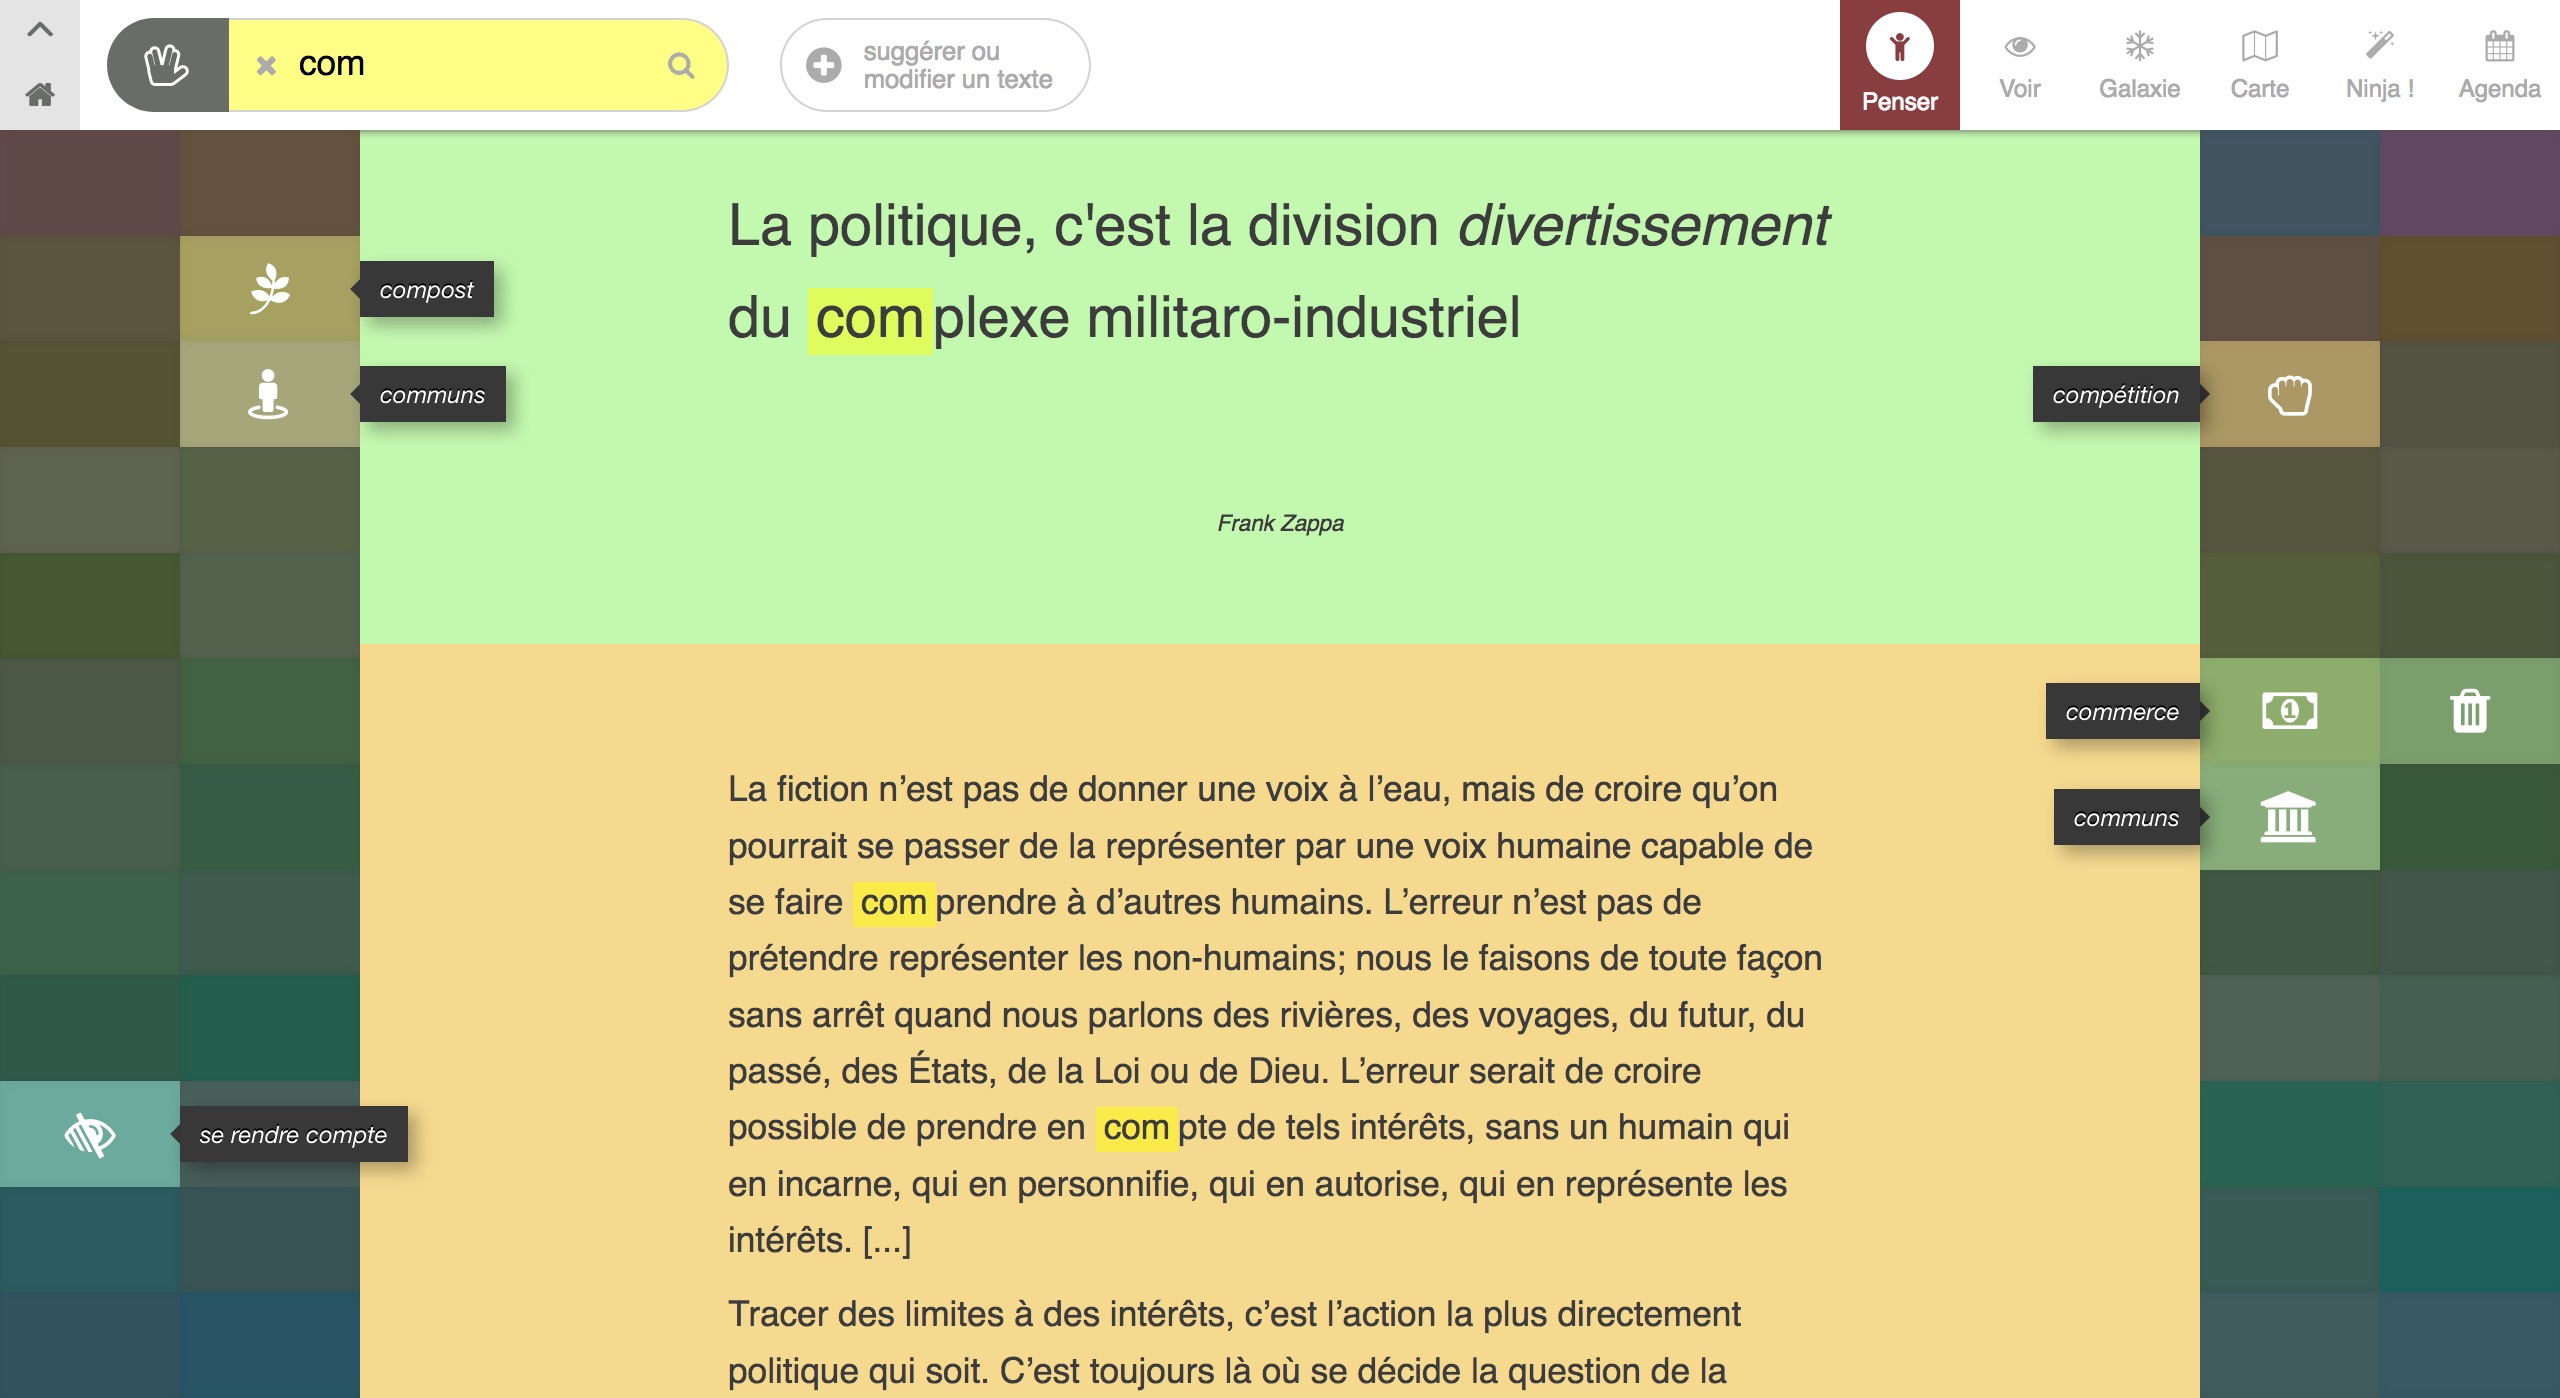 com
suggérer ou
modifier un texte
Penser
Voir
Galaxie
Carte
Ninja !
Agenda
La politique, c'est la division divertissement
du complexe militaro-industriel
Frank Zappa
compost
communs
compétition
commerce
communs
se rendre compte
La fiction n’est pas de donner une voix à l’eau, mais de croire qu’on
pourrait se passer de la représenter par une voix humaine capable de
se faire comprendre à d’autres humains. L’erreur n’est pas de
prétendre représenter les non-humains; nous le faisons de toute façon
sans arrêt quand nous parlons des rivières, des voyages, du futur, du
passé, des États, de la Loi ou de Dieu. L’erreur serait de croire
possible de prendre en compte de tels intérêts, sans un humain qui
en incarne, qui en personnifie, qui en autorise, qui en représente les
intérêts. [...]
Tracer des limites à des intérêts, c’est l’action la plus directement
politique qui soit. C’est toujours là où se décide la question de la